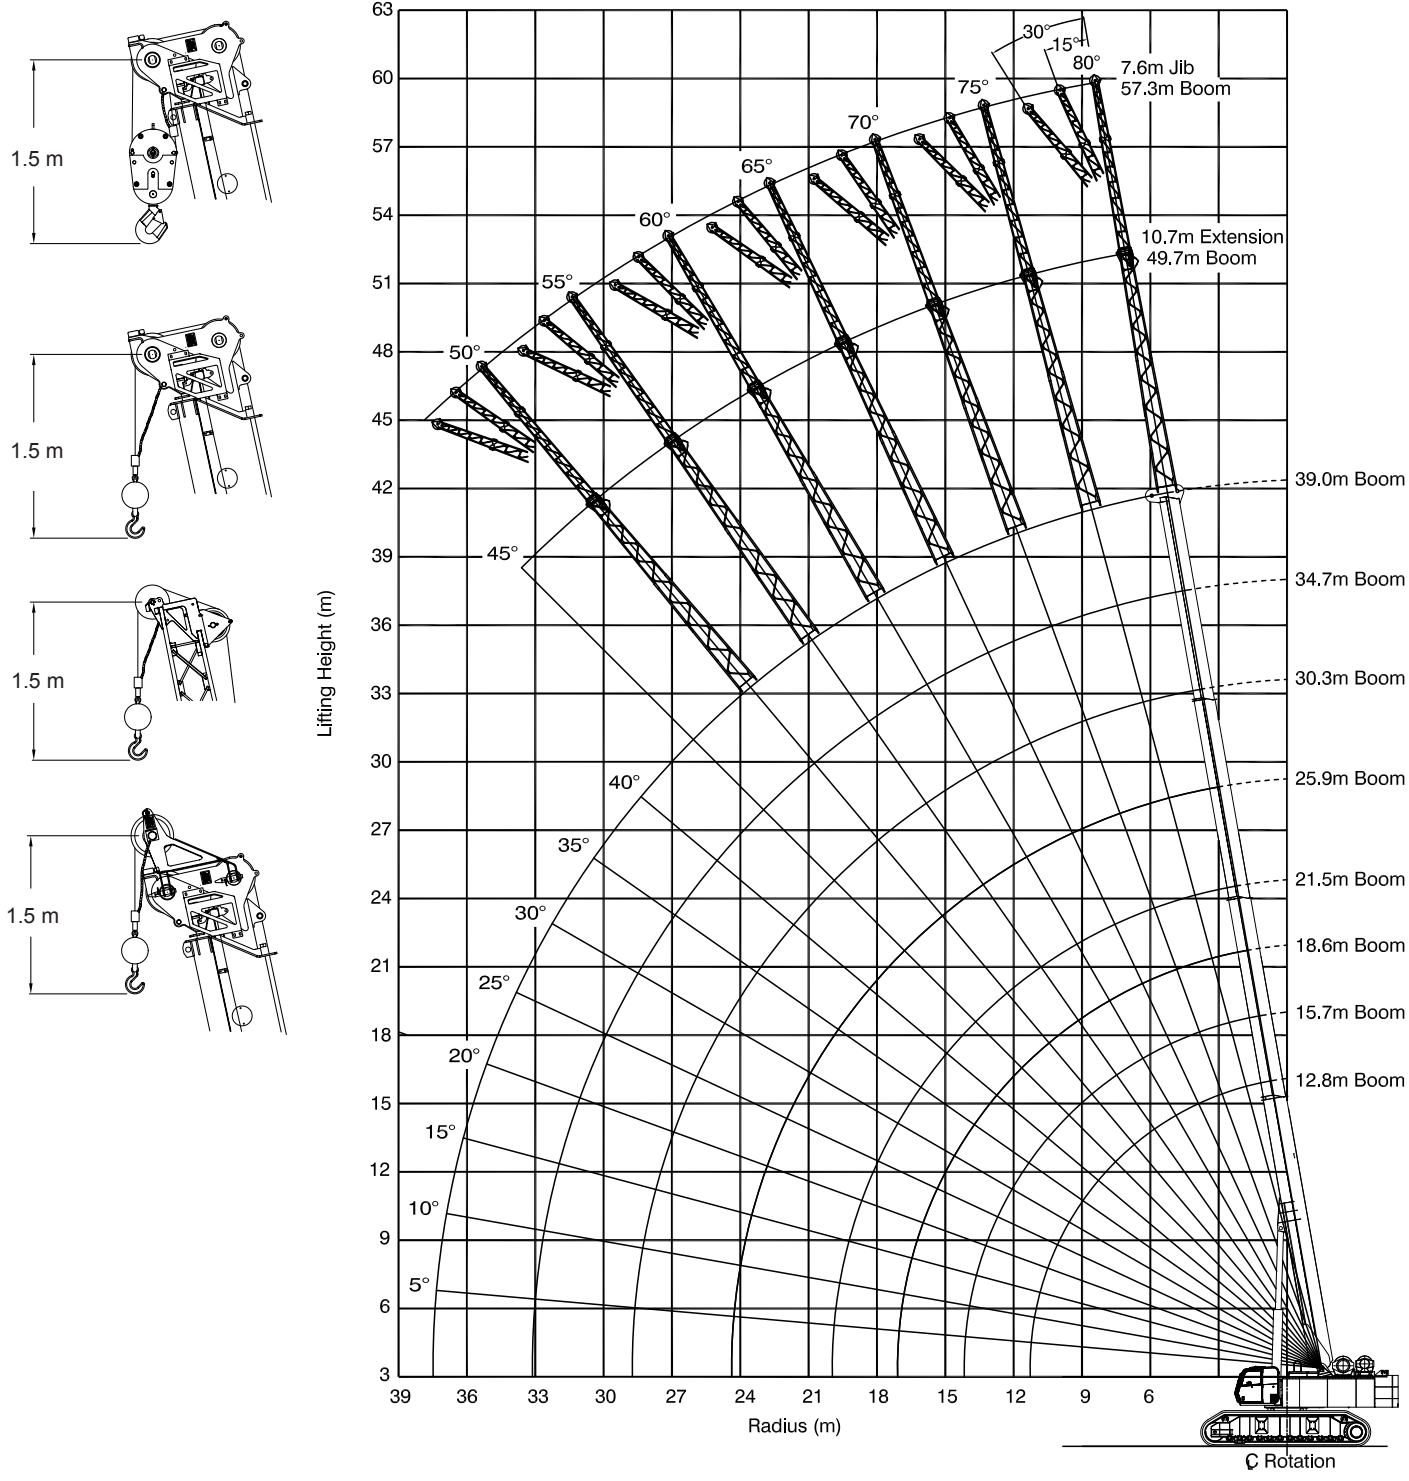 1.5 m
1.5 m
1.5 m
1.5 m
Lifting Height (m)
63
60
57
54
51
48
45
42
39
36
33
30
27
24
21
18
15
12
9
6
3
39
36
33
30
27
24
21
18
15
12
9
6
Radius (m)
30°
15°
80°
75°
70°
65°
60°
55°
50°
45°
40°
35°
30°
25°
20°
15°
10°
5°
7.6m Jib
57.3m Boom
10.7m Extension
49.7m Boom
39.0m Boom
34.7m Boom
30.3m Boom
25.9m Boom
21.5m Boom
18.6m Boom
15.7m Boom
12.8m Boom
℄ Rotation